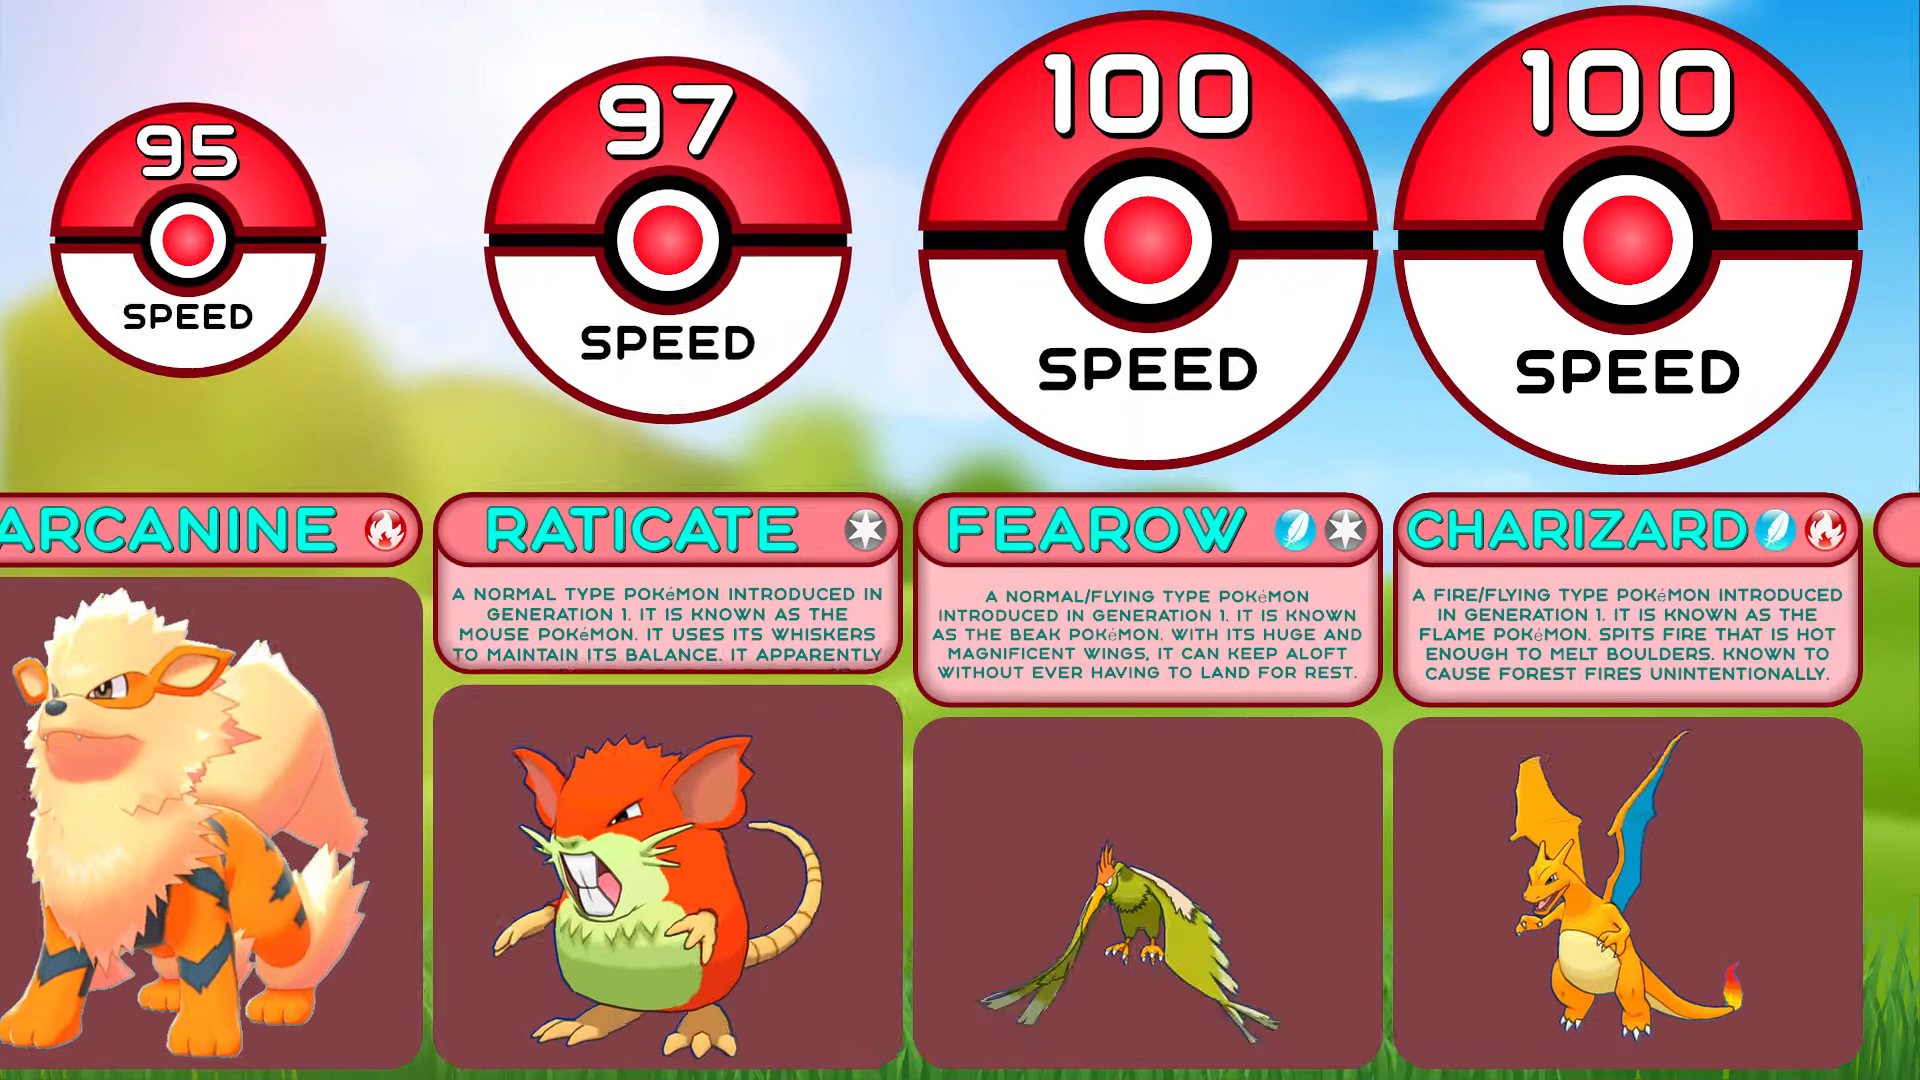 95
SPEED
97
SPEED
100
SPEED
100
SPEED
ARCANINE
RATICATE
A NORMAL TYPE POKéMON INTRODUCED IN
GENERATION 1. IT IS KNOWN AS THE
MOUSE POKéMON. IT USES ITS WHISKERS
TO MAINTAIN ITS BALANCE. IT APPARENTLY
FEAROW
A NORMAL/FLYING TYPE POKéMON
INTRODUCED IN GENERATION 1. IT IS KNOWN
AS THE BEAK POKéMON. WITH ITS HUGE AND
MAGNIFICENT WINGS, IT CAN KEEP ALOFT
WITHOUT EVER HAVING TO LAND FOR REST.
CHARIZARD
A FIRE/FLYING TYPE POKéMON INTRODUCED
IN GENERATION 1. IT IS KNOWN AS THE
FLAME POKéMON. SPITS FIRE THAT IS HOT
ENOUGH TO MELT BOULDERS. KNOWN TO
CAUSE FOREST FIRES UNINTENTIONALLY.